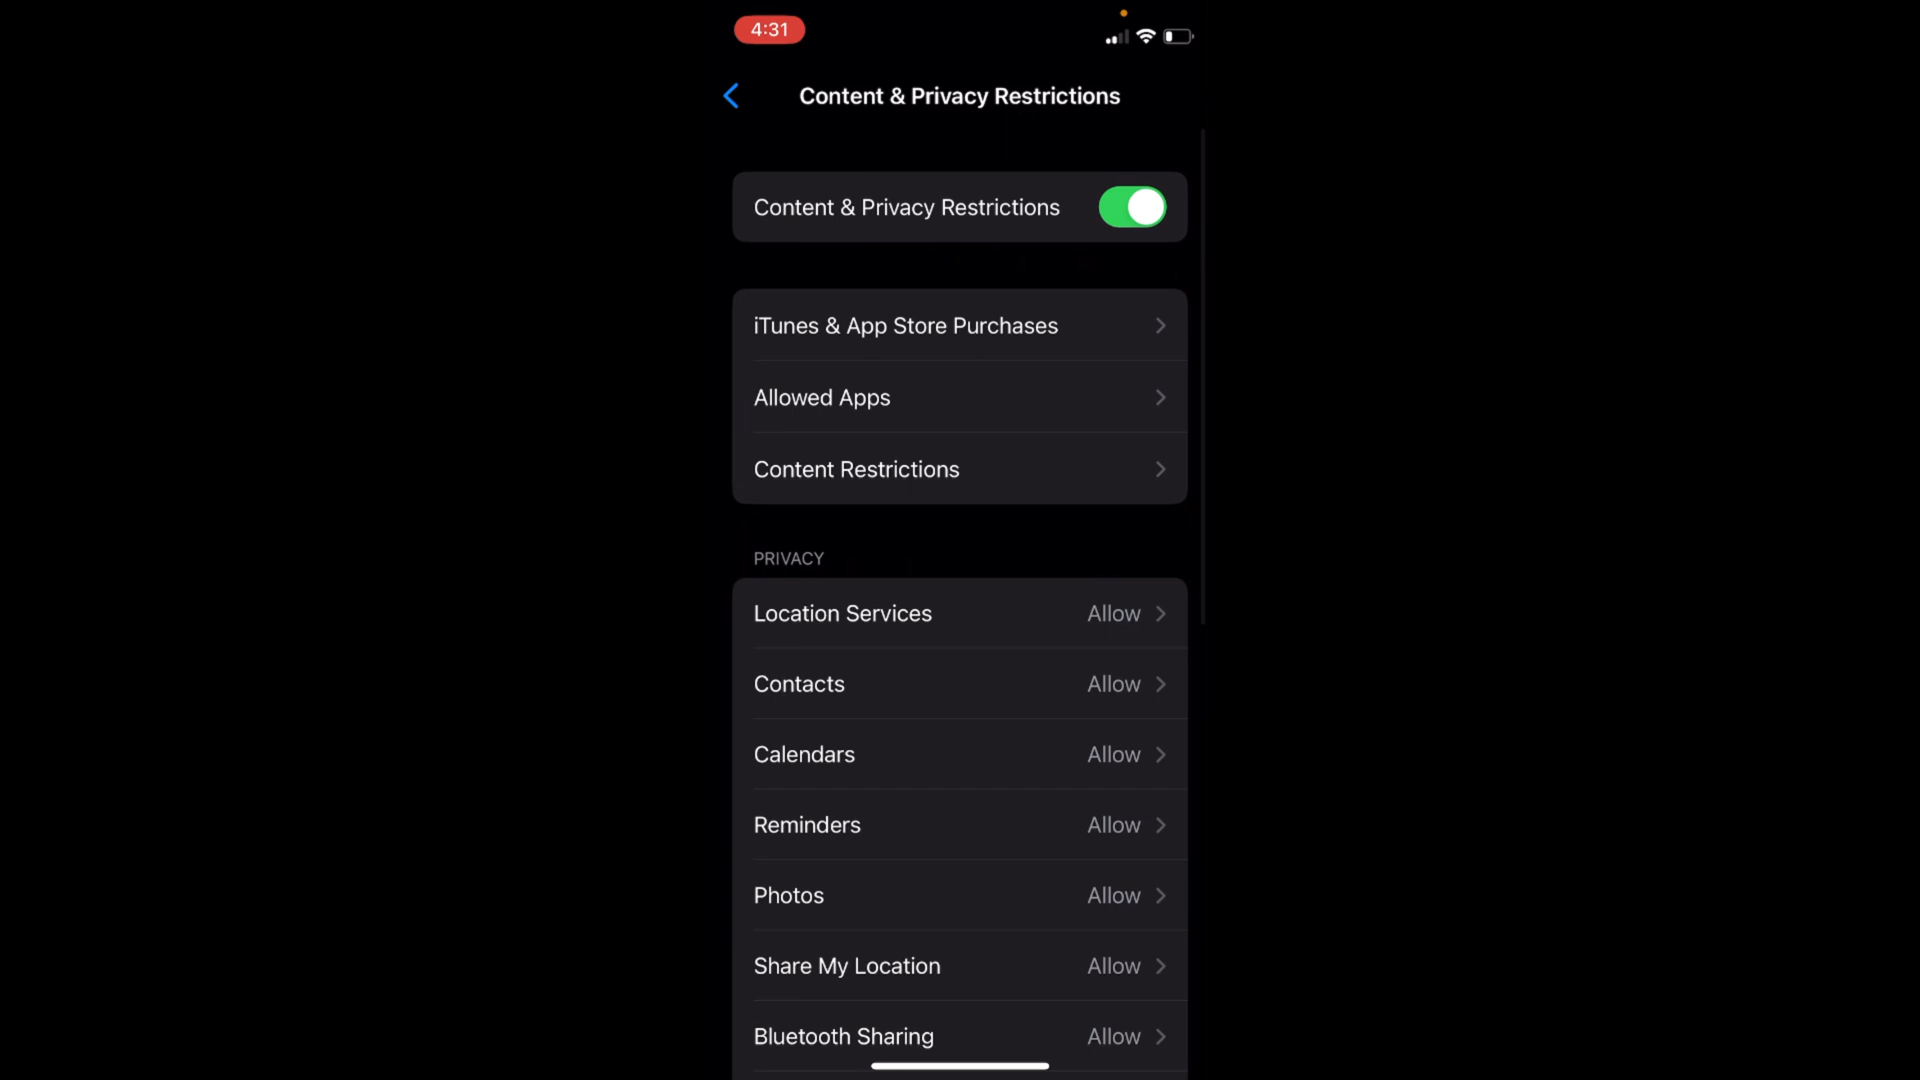 4:31
Content & Privacy Restrictions
Content & Privacy Restrictions
iTunes & App Store Purchases
Allowed Apps
Content Restrictions
PRIVACY
Location Services Allow
Contacts Allow
Calendars Allow
Reminders Allow
Photos Allow
Share My Location Allow
Bluetooth Sharing Allow